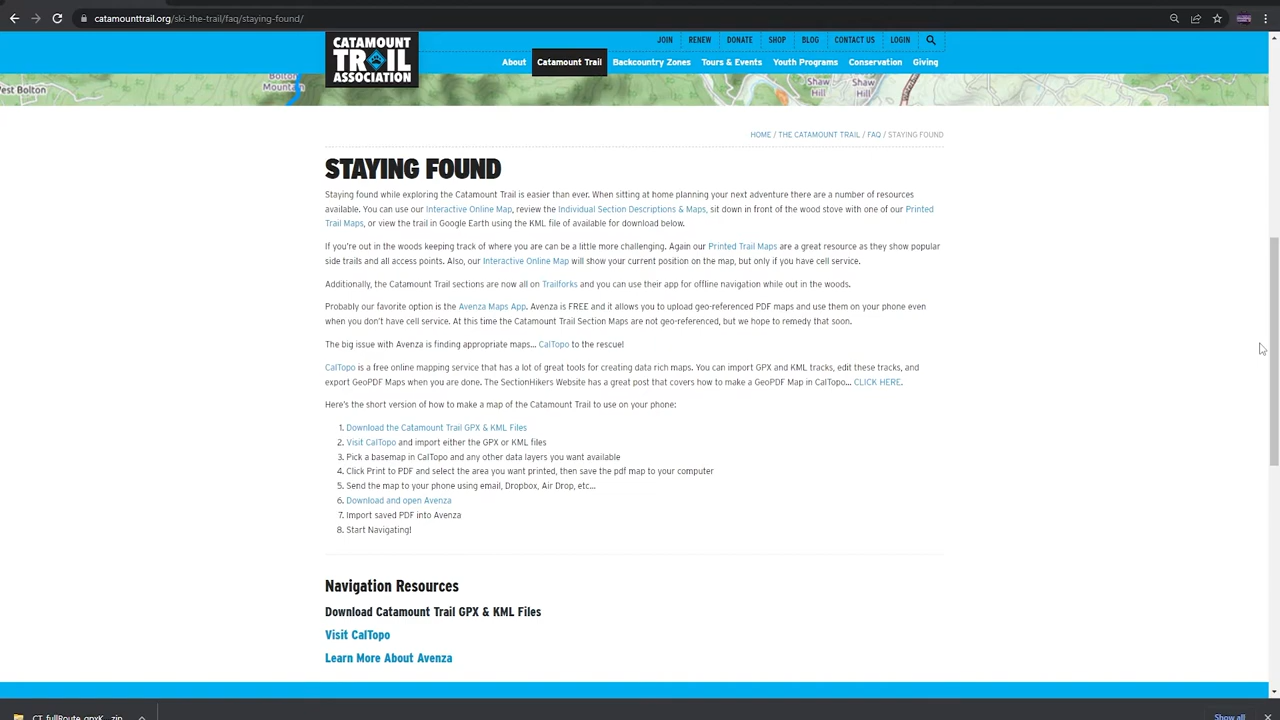 catamounttrail.org/ski-the-trail/faq/staying-found/
JOIN RENEW DONATE SHOP BLOG CONTACT US LOGIN
CATAMOUNT
TRAIL
ASSOCIATION
About Catamount Trail Backcountry Zones Tours & Events Youth Programs Conservation Giving
Bolton
Mountain
West Bolton
Shaw
Hill
Shaw
Hill
HOME / THE CATAMOUNT TRAIL / FAQ / STAYING FOUND
STAYING FOUND
Staying found while exploring the Catamount Trail is easier than ever. When sitting at home planning your next adventure there are a number of resources
available. You can use our Interactive Online Map, review the Individual Section Descriptions & Maps, sit down in front of the wood stove with one of our Printed
Trail Maps, or view the trail in Google Earth using the KML file of available for download below.
If you're out in the woods keeping track of where you are can be a little more challenging. Again our Printed Trail Maps are a great resource as they show popular
side trails and all access points. Also, our Interactive Online Map will show your current position on the map, but only if you have cell service.
Additionally, the Catamount Trail sections are now all on Trailforks and you can use their app for offline navigation while out in the woods.
Probably our favorite option is the Avenza Maps App. Avenza is FREE and it allows you to upload geo-referenced PDF maps and use them on your phone even
when you don't have cell service. At this time the Catamount Trail Section Maps are not geo-referenced, but we hope to remedy that soon.
The big issue with Avenza is finding appropriate maps... CalTopo to the rescue!
CalTopo is a free online mapping service that has a lot of great tools for creating data rich maps. You can import GPX and KML tracks, edit these tracks, and
export GeoPDF Maps when you are done. The SectionHikers Website has a great post that covers how to make a GeoPDF Map in CalTopo... CLICK HERE.
Here's the short version of how to make a map of the Catamount Trail to use on your phone:
1. Download the Catamount Trail GPX & KML Files
2. Visit CalTopo and import either the GPX or KML files
3. Pick a basemap in CalTopo and any other data layers you want available
4. Click Print to PDF and select the area you want printed, then save the pdf map to your computer
5. Send the map to your phone using email, Dropbox, Air Drop, etc...
6. Download and open Avenza
7. Import saved PDF into Avenza
8. Start Navigating!
Navigation Resources
Download Catamount Trail GPX & KML Files
Visit CalTopo
Learn More About Avenza
Show all